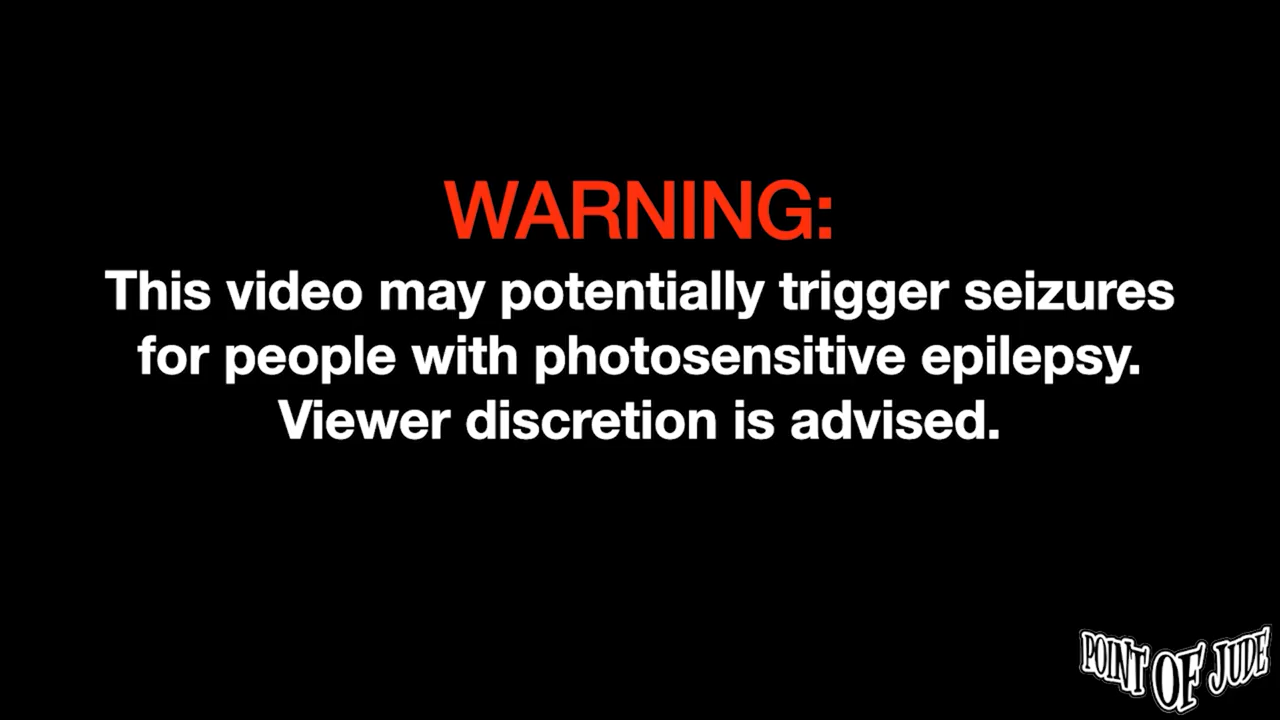 WARNING:
This video may potentially trigger seizures
for people with photosensitive epilepsy.
Viewer discretion is advised.
POINT OF JUDE